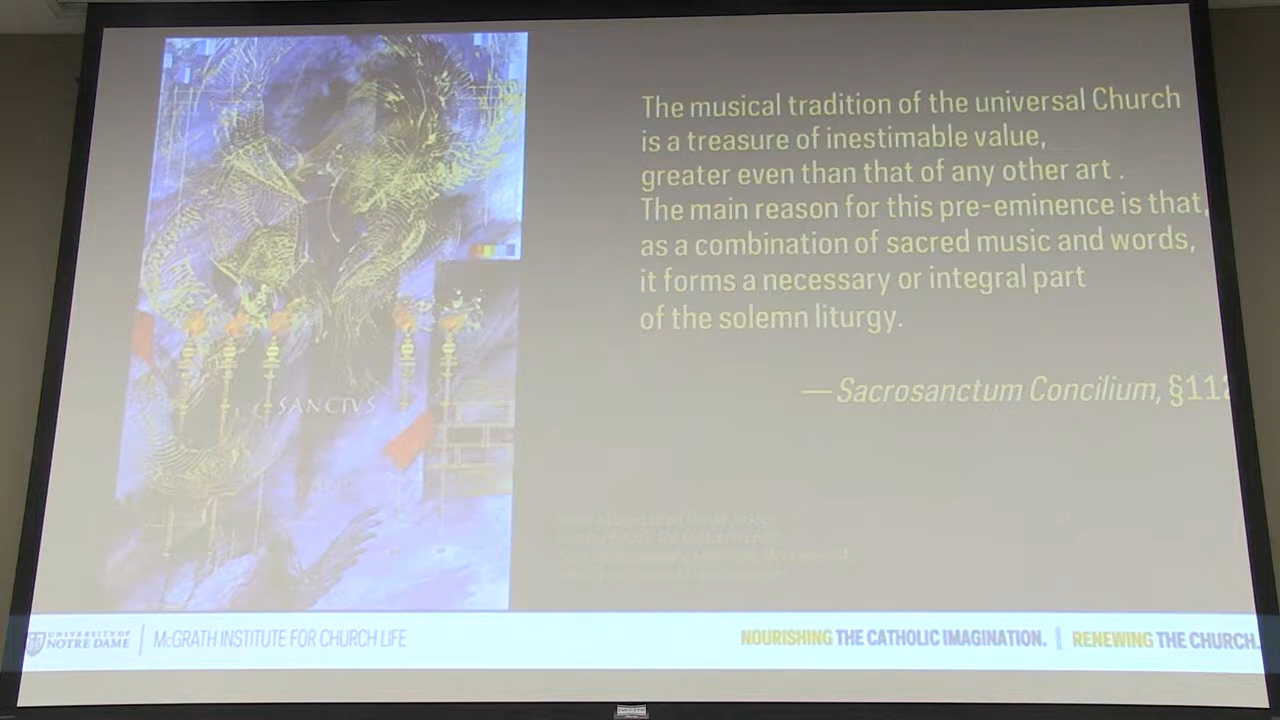 The musical tradition of the universal Church
is a treasure of inestimable value,
greater even than that of any other art .
The main reason for this pre-eminence is that,
as a combination of sacred music and words,
it forms a necessary or integral part
of the solemn liturgy.
— Sacrosanctum Concilium, §112
SANCTVS
UNIVERSITY OF
NOTRE DAME
McGRATH INSTITUTE FOR CHURCH LIFE
NOURISHING THE CATHOLIC IMAGINATION. | RENEWING THE CHURCH.